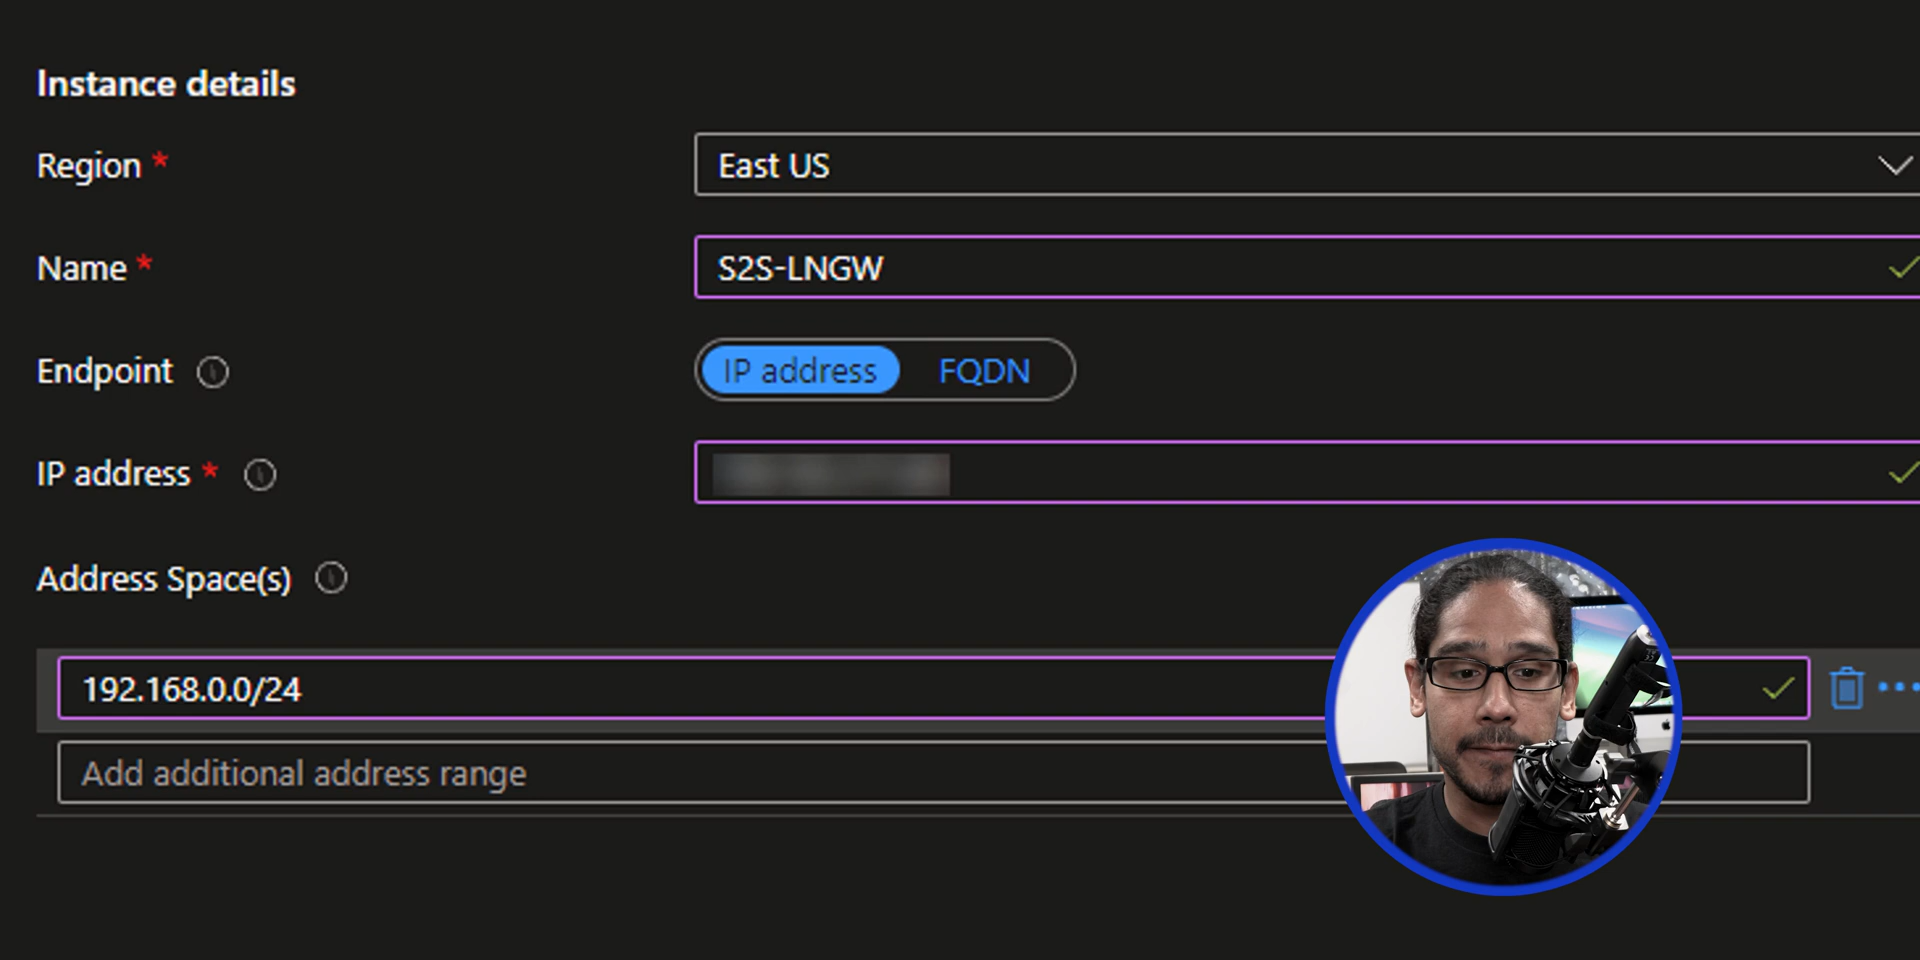 Instance details
Region * East US
Name * S2S-LNGW
Endpoint IP address FQDN
IP address *
Address Space(s)
192.168.0.0/24
Add additional address range